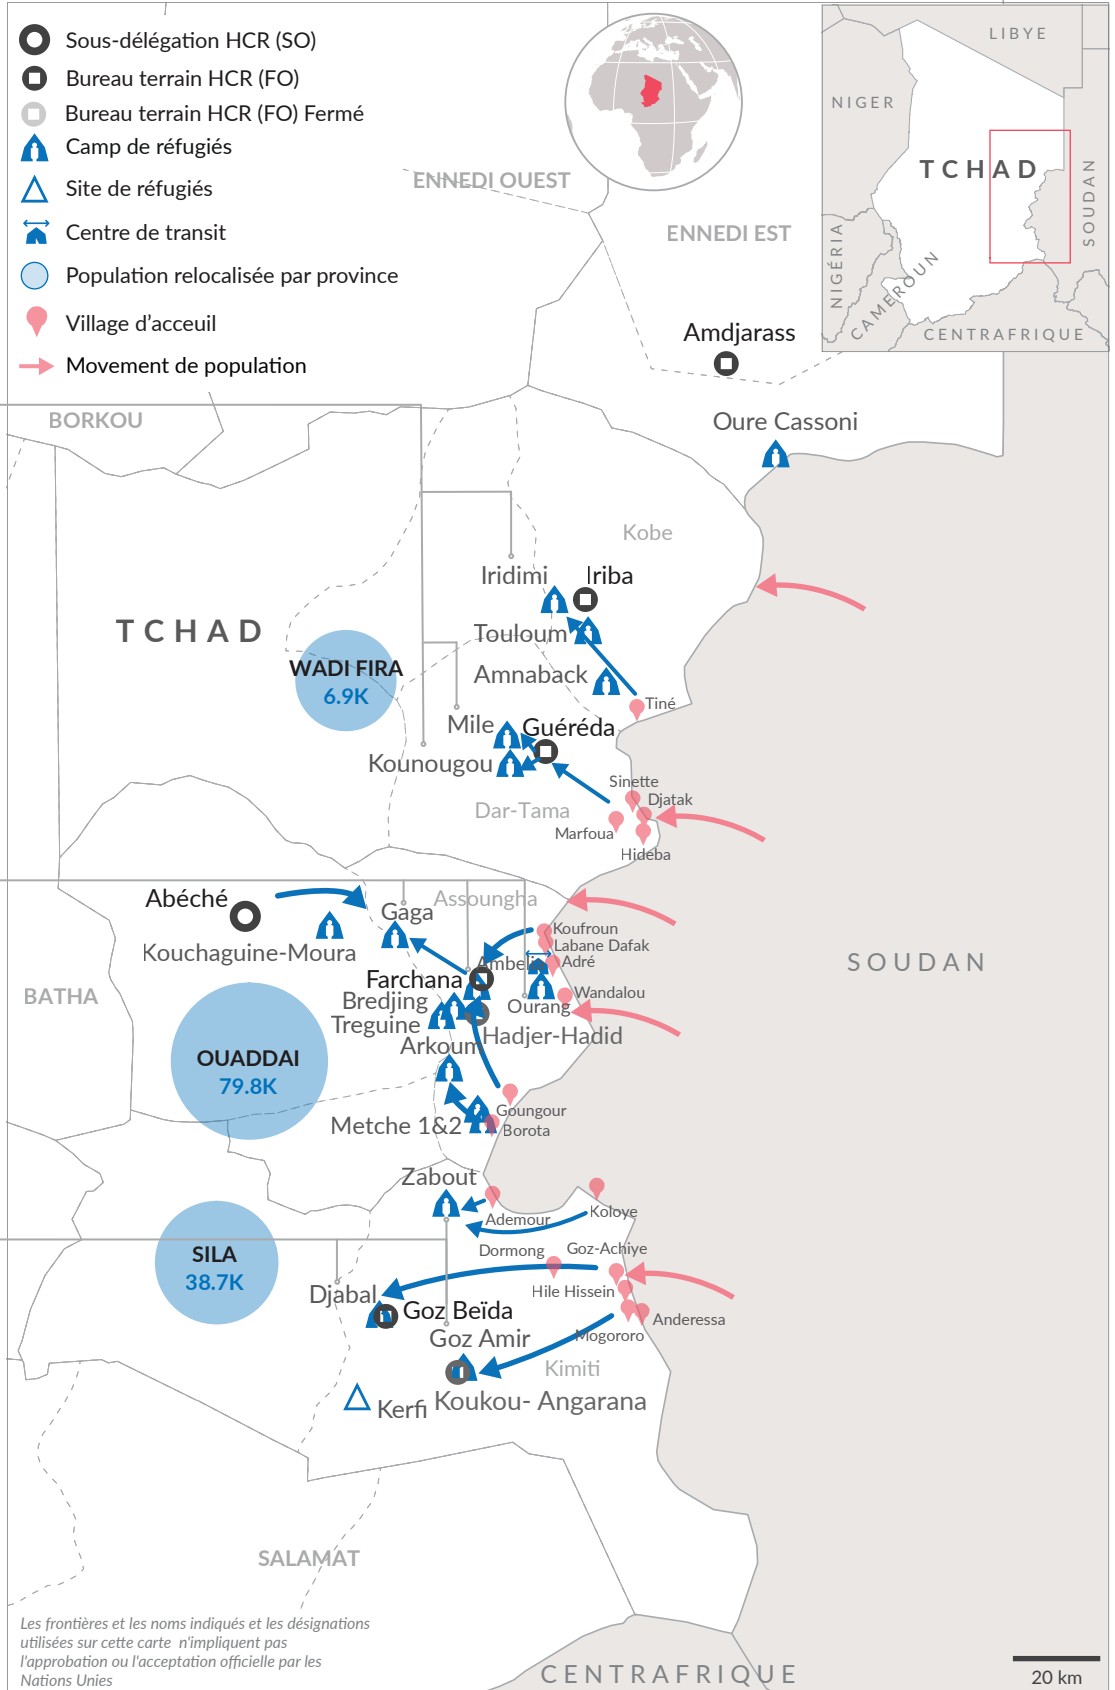 Sous-délégation HCR (SO)
Bureau terrain HCR (FO)
Bureau terrain HCR (FO) Fermé
Camp de réfugiés
Site de réfugiés
Centre de transit
Population relocalisée par province
Village d’acceuil
Movement de population
LIBYE
NIGER
TCHAD
SOUDAN
NIGÉRIA
CAMEROUN
CENTRAFRIQUE
ENNEDI OUEST
ENNEDI EST
Amdjarass
BORKOU
Oure Cassoni
Kobe
Iridimi
Iriba
TCHAD
Touloum
WADI FIRA
6.9K
Amnaback
Tiné
Mile
Guéréda
Kounougou
Sinette
Djatak
Dar-Tama
Marfoua
Hideba
Abéché
Assoungha
Gaga
Koufroun
Labane Dafak
Kouchaguine-Moura
Adré
Ambelia
SOUDAN
Farchana
BATHA
Wandalou
Bredjing
Ourang
Treguine
Hadjer-Hadid
Arkoum
OUADDAI
79.8K
Goungour
Metche 1&2
Borota
Zabout
Koloye
Ademour
Dormong
Goz-Achiye
SILA
38.7K
Hile Hissein
Djabal
Goz Beïda
Anderessa
Mogororo
Goz Amir
Kimiti
Kerfi
Koukou- Angarana
SALAMAT
Les frontières et les noms indiqués et les désignations
utilisées sur cette carte n'impliquent pas
l'approbation ou l'acceptation officielle par les
Nations Unies
CENTRAFRIQUE
20 km